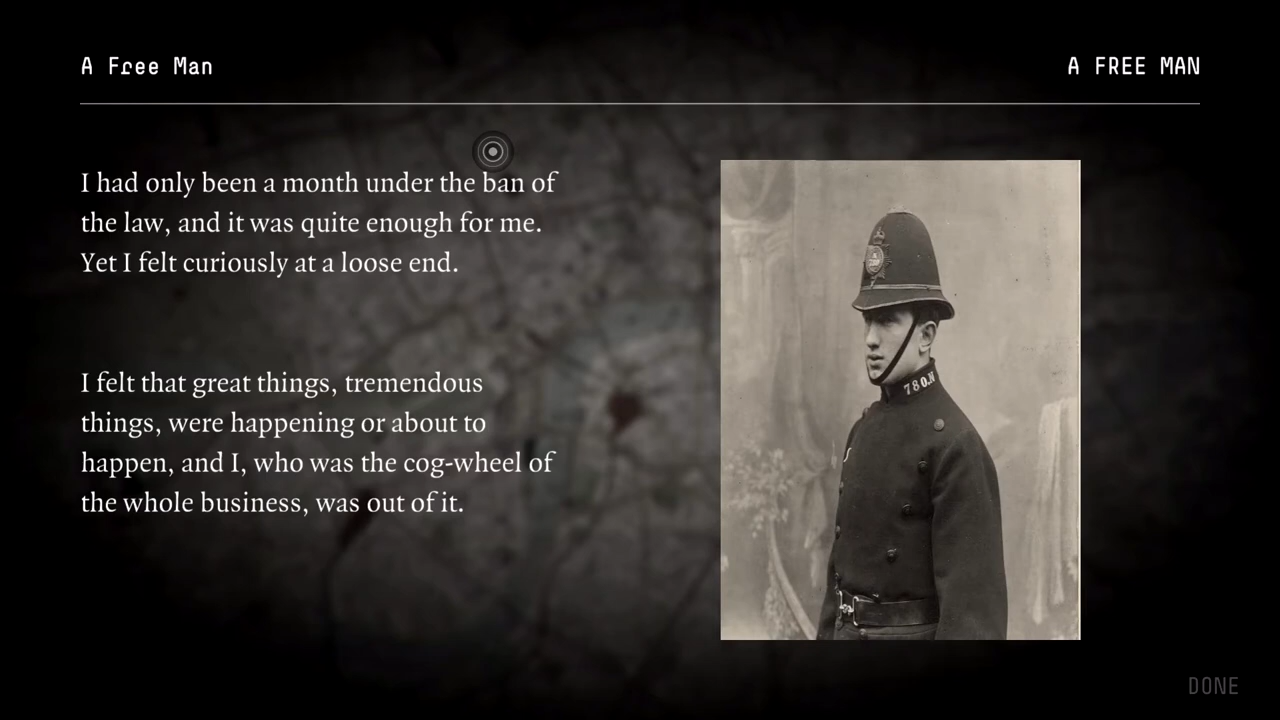 A Free Man
A FREE MAN
I had only been a month under the ban of
the law, and it was quite enough for me.
Yet I felt curiously at a loose end.
I felt that great things, tremendous
things, were happening or about to
happen, and I, who was the cog-wheel of
the whole business, was out of it.
780.N
DONE